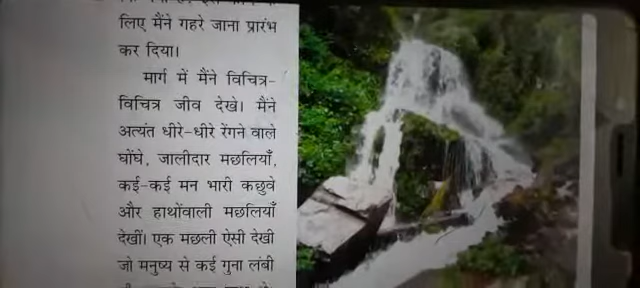 लिए मैंने गहरे जाना प्रारंभ
कर दिया।
मार्ग में मैंने विचित्र-
विचित्र जीव देखे। मैंने
अत्यंत धीरे-धीरे रेंगने वाले
घोंघे, जालीदार मछलियाँ,
कई-कई मन भारी कछुवे
और हाथोंवाली मछलियाँ
देखीं। एक मछली ऐसी देखी
जो मनुष्य से कई गुना लंबी